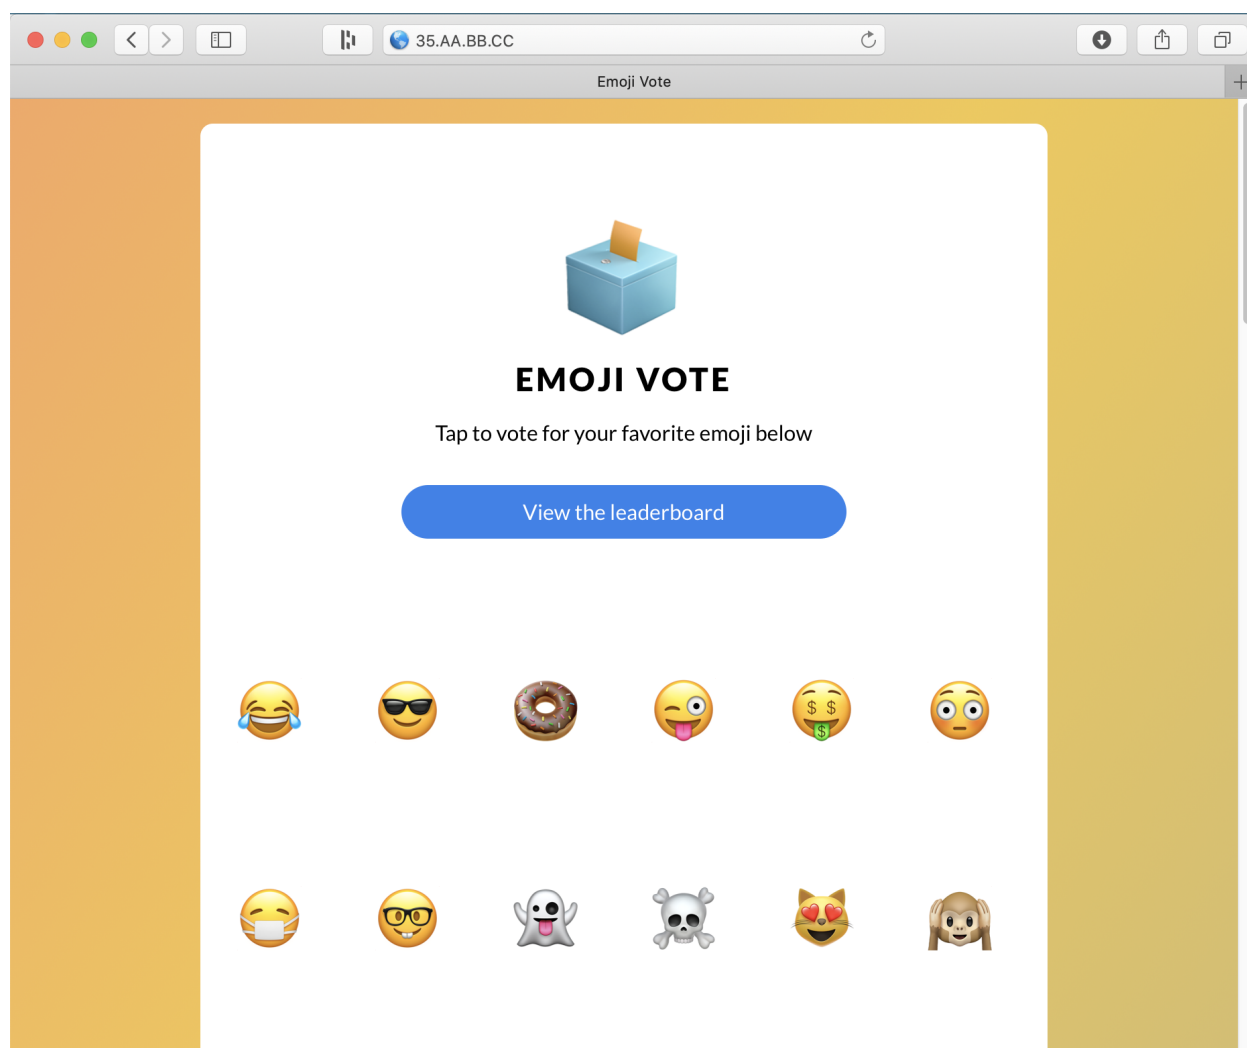 35.AA.BB.CC
Emoji Vote
EMOJI VOTE
Tap to vote for your favorite emoji below
View the leaderboard